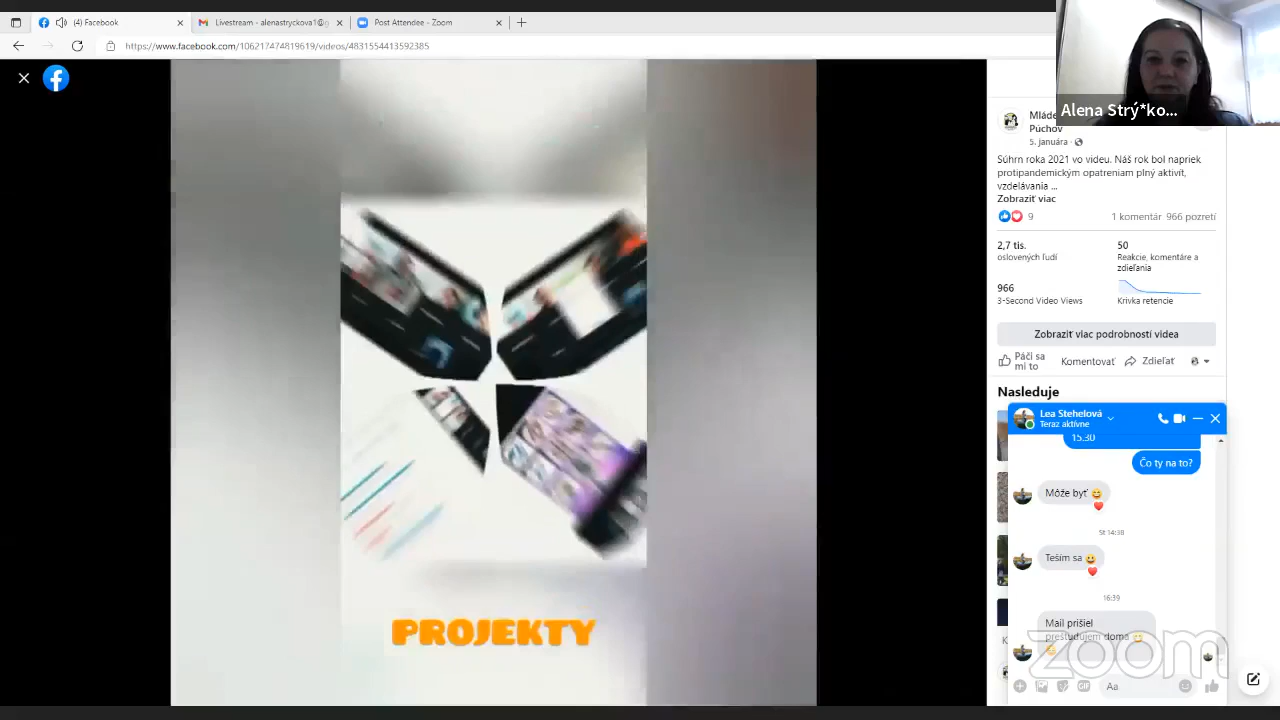 (4) Facebook
Livestream - alenastryckova1@g
Post Attendee - Zoom
https://www.facebook.com/106217474819619/videos/4831554413592385
Alena Strý*ko...
Mláde
Púchov
5. januára ·
Súhrn roka 2021 vo videu. Náš rok bol napriek
protipandemickým opatreniam plný aktivít,
vzdelávania ...
Zobraziť viac
9
1 komentár 966 pozretí
2,7 tis.
oslovených ľudí
50
Reakcie, komentáre a
zdieľania
966
3-Second Video Views
Krivka retencie
Zobraziť viac podrobností videa
Páči sa
mi to
Komentovať
Zdieľať
Nasleduje
Lea Stehelová
Teraz aktívne
15.30
Čo ty na to?
Môže byť
St 14:38
Teším sa
16:39
Mail prišiel
preštudujem doma
zoom
GIF
Aa
PROJEKTY